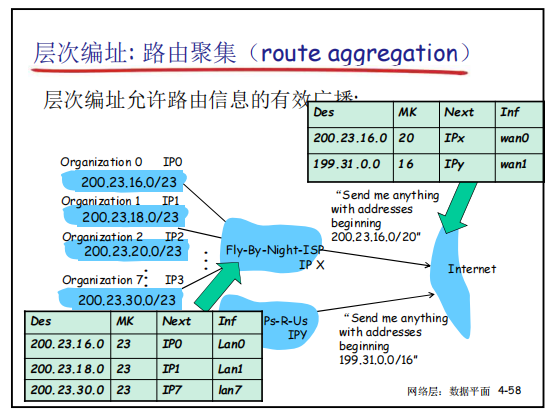 层次编址: 路由聚集（route aggregation）
层次编址允许路由信息的有效广播:
Des MK Next Inf
200.23.16.0 20 IPx wan0
199.31.0.0 16 IPy wan1
Organization 0 IP0
200.23.16.0/23
Organization 1 IP1
200.23.18.0/23
Organization 2 IP2
200.23.20.0/23
Organization 7 IP3
200.23.30.0/23
Fly-By-Night-ISP
IP X
"Send me anything
with addresses
beginning
200.23.16.0/20"
Internet
Ps-R-Us
IPY
"Send me anything
with addresses
beginning
199.31.0.0/16"
Des MK Next Inf
200.23.16.0 23 IP0 Lan0
200.23.18.0 23 IP1 Lan1
200.23.30.0 23 IP7 lan7
网络层：数据平面 4-58